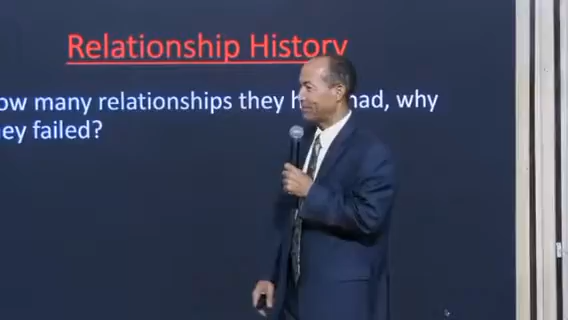 Relationship History
ow many relationships they h ad, why
ey failed?